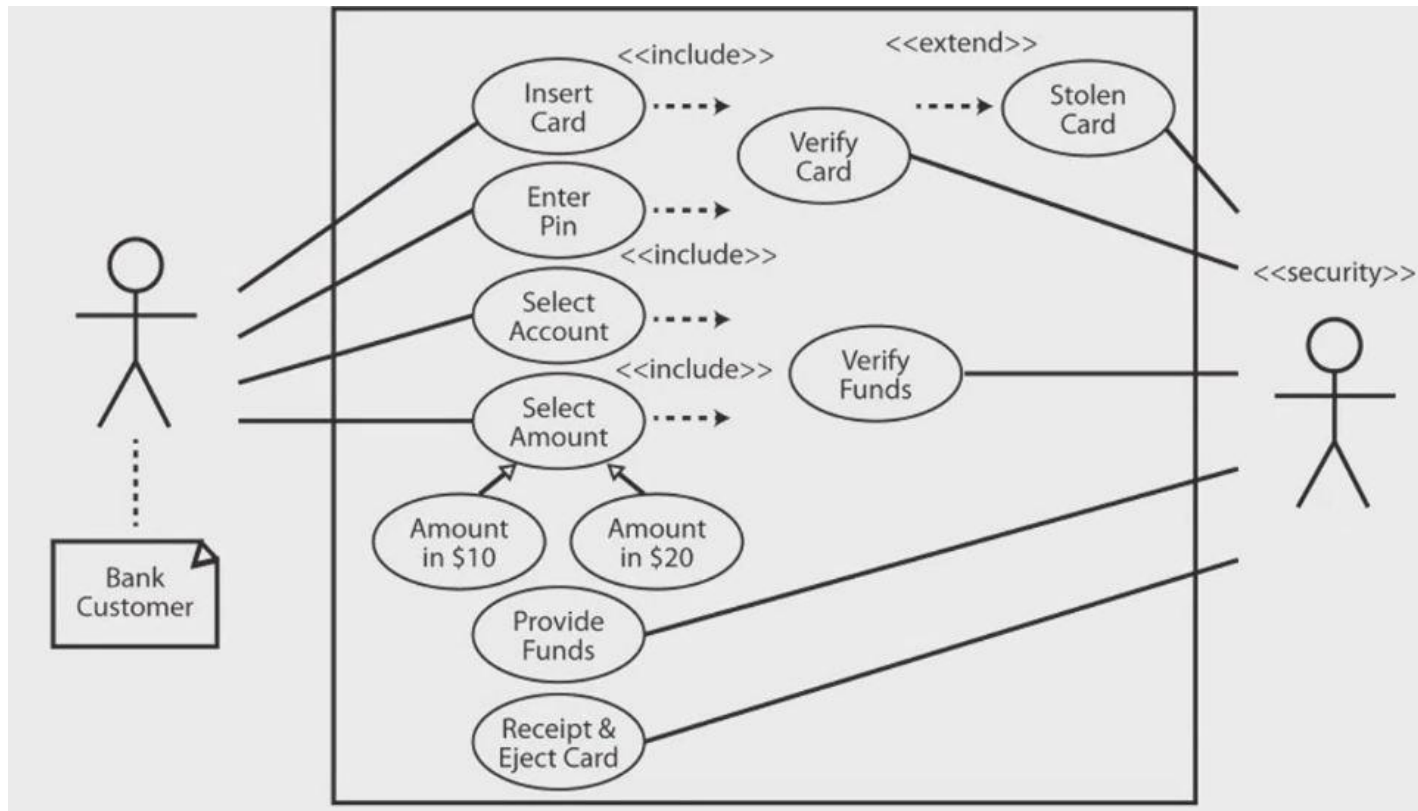 <<include>>
<<extend>>
Insert
Card
Stolen
Card
Verify
Card
Enter
Pin
<<include>>
<<security>>
Select
Account
Verify
Funds
<<include>>
Select
Amount
Amount
in $10
Amount
in $20
Bank
Customer
Provide
Funds
Receipt &
Eject Card